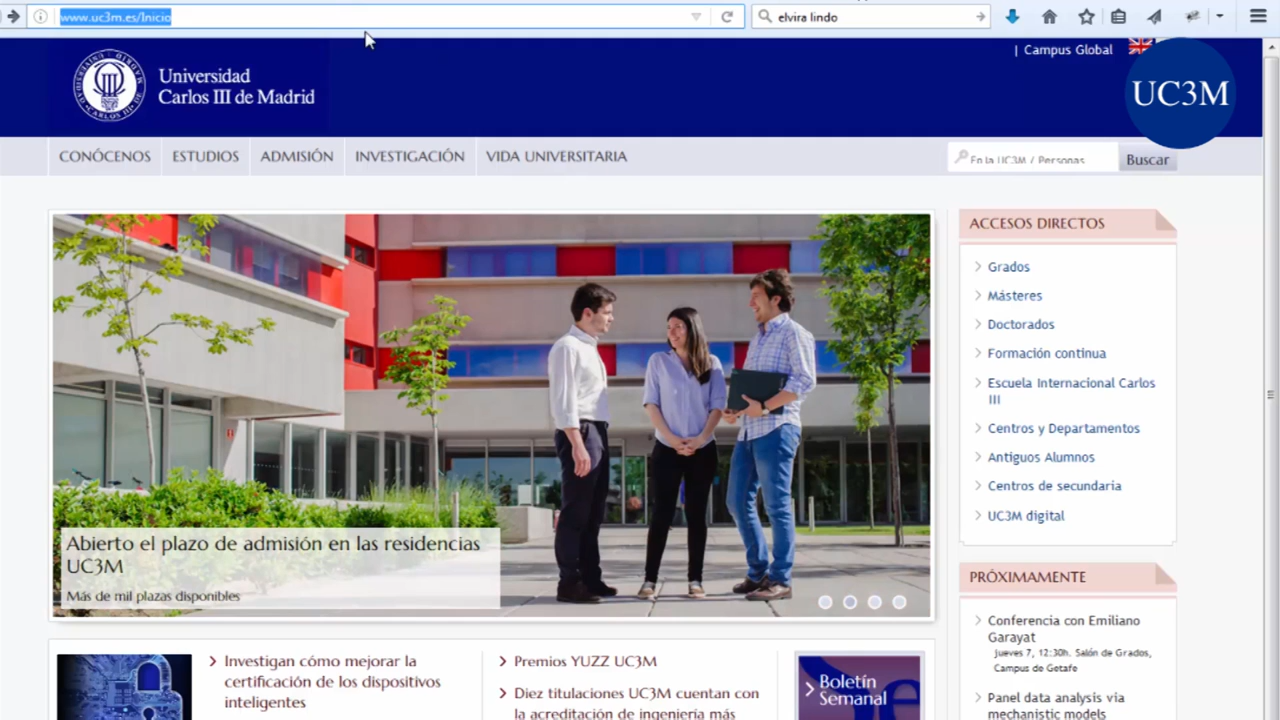 www.uc3m.es/Inicio
elvira lindo
| Campus Global
Universidad
Carlos III de Madrid
UC3M
CONÓCENOS
ESTUDIOS
ADMISIÓN
INVESTIGACIÓN
VIDA UNIVERSITARIA
En la UC3M / Personas
Buscar
Abierto el plazo de admisión en las residencias
UC3M
Más de mil plazas disponibles
ACCESOS DIRECTOS
Grados
Másteres
Doctorados
Formación continua
Escuela Internacional Carlos
III
Centros y Departamentos
Antiguos Alumnos
Centros de secundaria
UC3M digital
PRÓXIMAMENTE
Conferencia con Emiliano
Garayat
Jueves 7, 12:30h. Salón de Grados,
Campus de Getafe
Panel data analysis via
mechanistic models
Investigan cómo mejorar la
certificación de los dispositivos
inteligentes
Premios YUZZ UC3M
Diez titulaciones UC3M cuentan con
la acreditación de ingeniería más
Boletín
Semanal